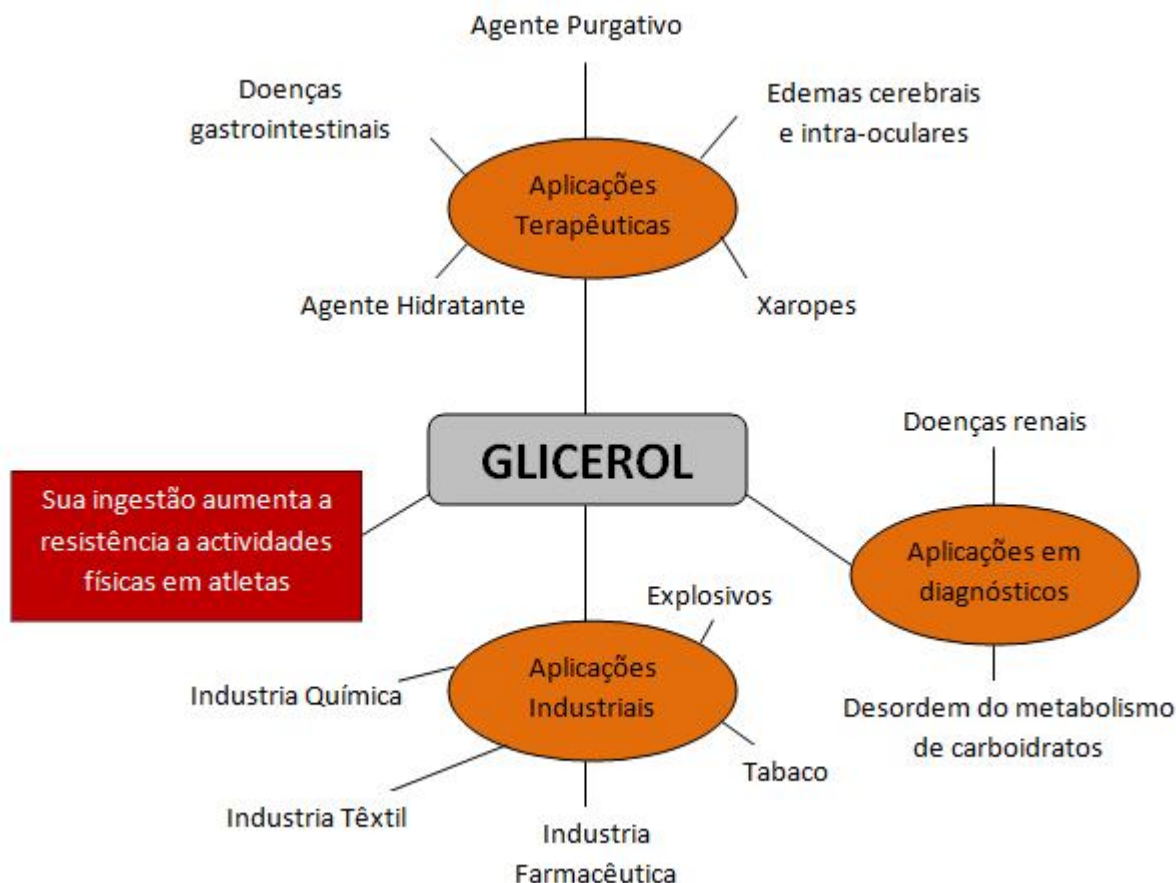 Agente Purgativo
Doenças
gastrointestinais
Edemas cerebrais
e intra-oculares
Aplicações
Terapêuticas
Agente Hidratante
Xaropes
GLICEROL
Sua ingestão aumenta a
resistência a actividades
físicas em atletas
Doenças renais
Aplicações em
diagnósticos
Desordem do metabolismo
de carboidratos
Explosivos
Aplicações
Industriais
Industria Química
Tabaco
Industria Têxtil
Industria
Farmacêutica